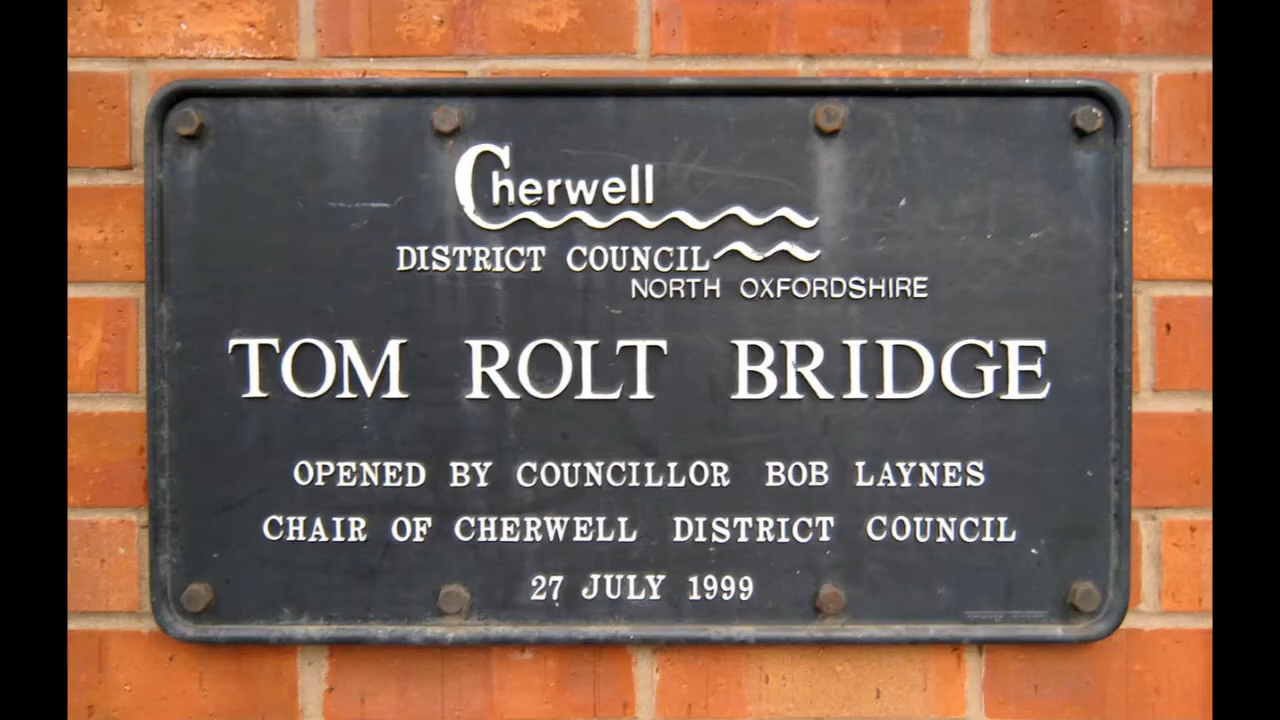 Cherwell
DISTRICT COUNCIL
NORTH OXFORDSHIRE
TOM ROLT BRIDGE
OPENED BY COUNCILLOR BOB LAYNES
CHAIR OF CHERWELL DISTRICT COUNCIL
27 JULY 1999